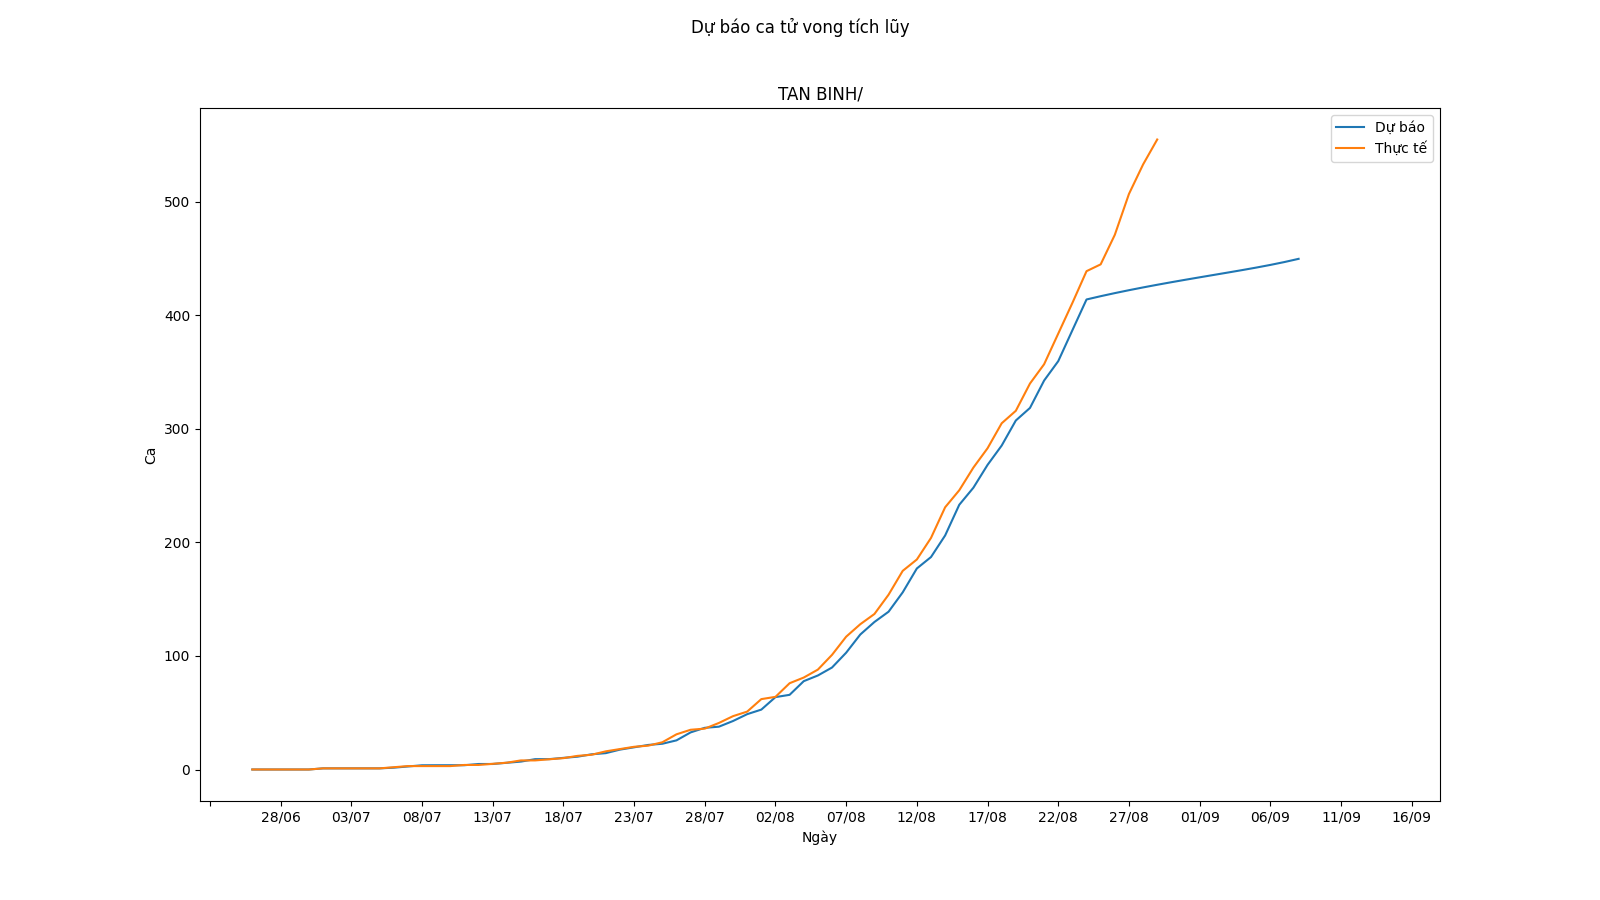 Dự báo ca tử vong tích lũy
TAN BINH/
Dự báo
Thực tế
500
400
300
200
100
0
Ca
28/06 03/07 08/07 13/07 18/07 23/07 28/07 02/08 07/08 12/08 17/08 22/08 27/08 01/09 06/09 11/09 16/09
Ngày